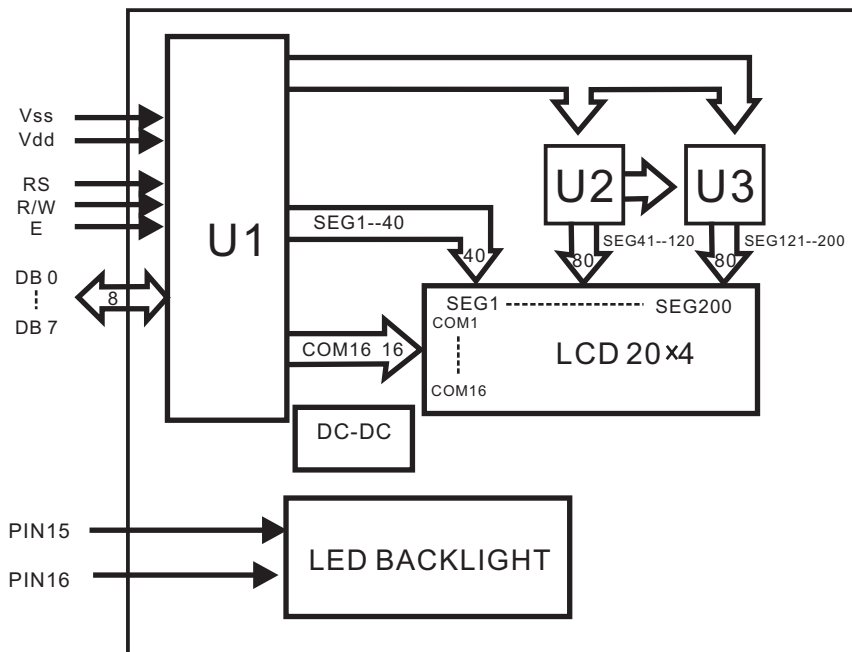 Vss
Vdd
RS
R/W
E
DB 0
DB 7
8
U1
U2
U3
SEG1--40
40
SEG41--120
80
SEG121--200
80
SEG1
SEG200
COM1
COM16
COM16 16
LCD 20×4
DC-DC
PIN15
PIN16
LED BACKLIGHT